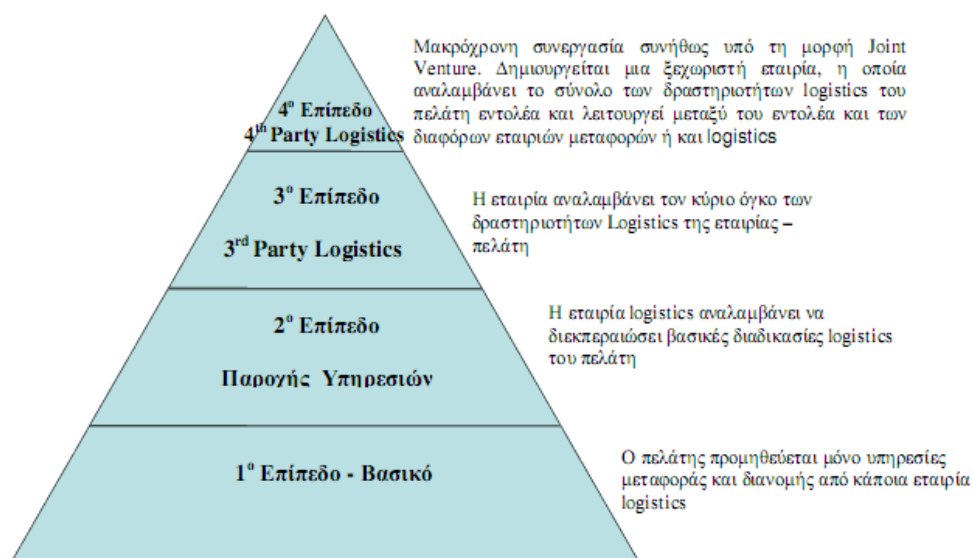 Μακρόχρονη συνεργασία συνήθως υπό τη μορφή Joint
Venture. Δημιουργείται μια ξεχωριστή εταιρία, η οποία
αναλαμβάνει το σύνολο των δραστηριοτήτων logistics του
πελάτη εντολέα και λειτουργεί μεταξύ του εντολέα και των
διαφόρων εταιριών μεταφορών ή και logistics
4º Επίπεδο
4th Party Logistics
3º Επίπεδο
3rd Party Logistics
Η εταιρία αναλαμβάνει τον κύριο όγκο των
δραστηριοτήτων Logistics της εταιρίας –
πελάτη
2º Επίπεδο
Παροχής Υπηρεσιών
Η εταιρία logistics αναλαμβάνει να
διεκπεραιώσει βασικές διαδικασίες logistics
του πελάτη
1º Επίπεδο - Βασικό
Ο πελάτης προμηθεύεται μόνο υπηρεσίες
μεταφοράς και διανομής από κάποια εταιρία
logistics